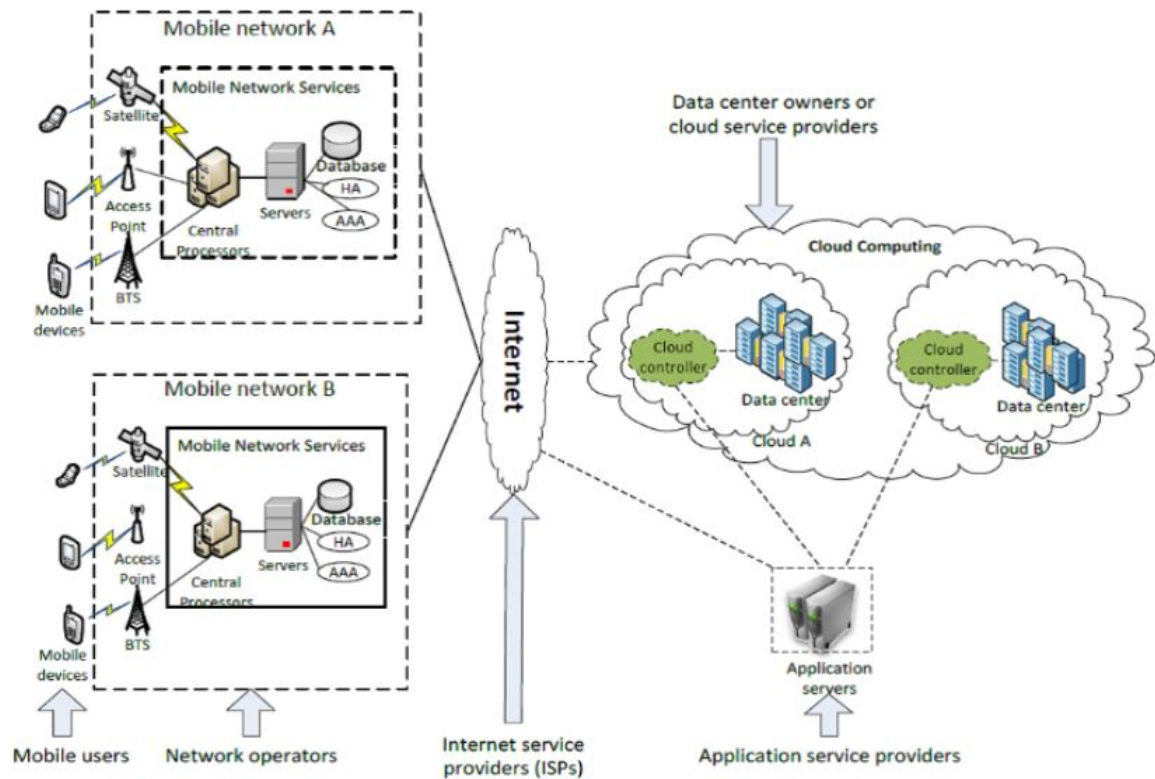 Mobile network A
Mobile Network Services
Satellite
Database
HA
AAA
Access
Point
Servers
Central
Processors
BTS
Mobile
devices
Mobile network B
Mobile Network Services
Satellite
Database
HA
AAA
Access
Point
Servers
Central
Processors
BTS
Mobile
devices
Mobile users
Network operators
Internet
Internet service
providers (ISPs)
Data center owners or
cloud service providers
Cloud Computing
Cloud
controller
Data center
Cloud A
Cloud
controller
Data center
Cloud B
Application
servers
Application service providers